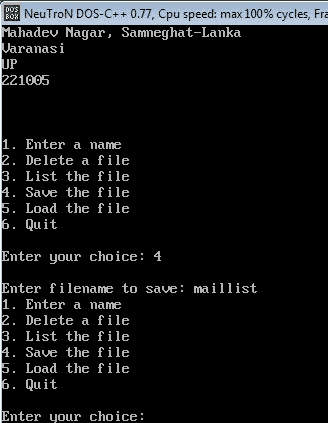 DOS BOX NeuTroN DOS-C++ 0.77, Cpu speed: max 100% cycles, Fra
Mahadev Nagar, Samneghat-Lanka
Varanasi
UP
221005
1. Enter a name
2. Delete a file
3. List the file
4. Save the file
5. Load the file
6. Quit
Enter your choice: 4
Enter filename to save: maillist
1. Enter a name
2. Delete a file
3. List the file
4. Save the file
5. Load the file
6. Quit
Enter your choice: